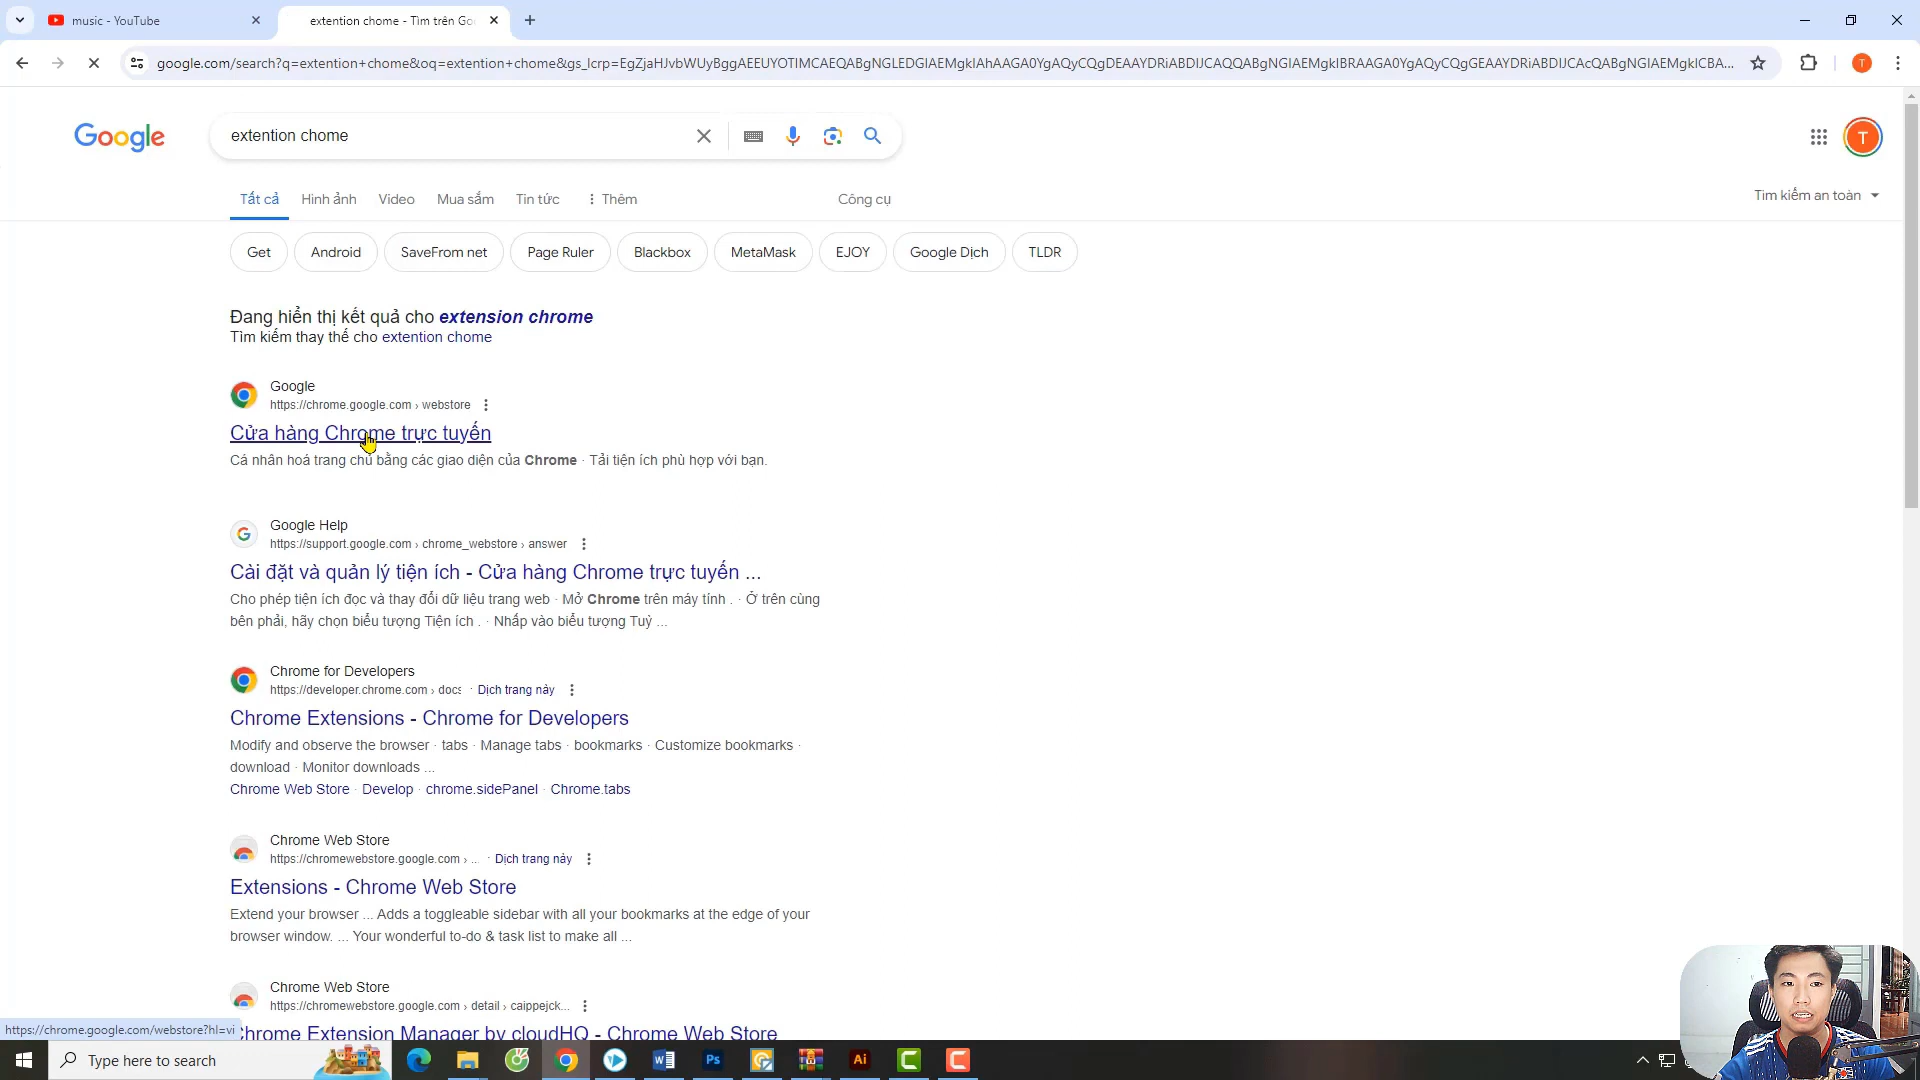 music - YouTube
extention chome - Tìm trên Goo
google.com/search?q=extention+chome&oq=extention+chome&gs_lcrp=EgZjaHJvbWUyBggAEEUYOTIMCAEQABgNGLEDGIAEMgkIAhAAGA0YgAQyCQgDEAAYDRiABDIJCAQQABgNGIAEMgkIBRAAGA0YgAQyCQgGEAAYDRiABDIJCAcQABgNGIAEMgkICBA...
T
Google
extention chome
T
Tất cả
Hình ảnh
Video
Mua sắm
Tin tức
Thêm
Công cụ
Tìm kiếm an toàn
Get
Android
SaveFrom net
Page Ruler
Blackbox
MetaMask
EJOY
Google Dịch
TLDR
Đang hiển thị kết quả cho extension chrome
Tìm kiếm thay thế cho extention chome
Google
https://chrome.google.com › webstore
Cửa hàng Chrome trực tuyến
Cá nhân hoá trang chủ bằng các giao diện của Chrome · Tải tiện ích phù hợp với bạn.
Google Help
https://support.google.com › chrome_webstore › answer
Cài đặt và quản lý tiện ích - Cửa hàng Chrome trực tuyến ...
Cho phép tiện ích đọc và thay đổi dữ liệu trang web · Mở Chrome trên máy tính . · Ở trên cùng
bên phải, hãy chọn biểu tượng Tiện ích . · Nhấp vào biểu tượng Tuỳ ...
Chrome for Developers
https://developer.chrome.com › docs · Dịch trang này
Chrome Extensions - Chrome for Developers
Modify and observe the browser · tabs · Manage tabs · bookmarks · Customize bookmarks ·
download · Monitor downloads ...
Chrome Web Store · Develop · chrome.sidePanel · Chrome.tabs
Chrome Web Store
https://chromewebstore.google.com › ... · Dịch trang này
Extensions - Chrome Web Store
Extend your browser ... Adds a toggleable sidebar with all your bookmarks at the edge of your
browser window. ... Your wonderful to-do & task list to make all ...
Chrome Web Store
https://chromewebstore.google.com › detail › caippejck...
Chrome Extension Manager by cloudHQ - Chrome Web Store
https://chrome.google.com/webstore?hl=vi
Type here to search
Ps
Ai